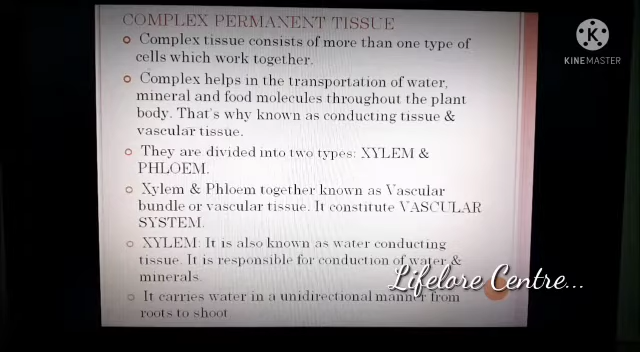 COMPLEX PERMANENT TISSUE
Complex tissue consists of more than one type of
cells which work together.
Complex helps in the transportation of water,
mineral and food molecules throughout the plant
body. That's why known as conducting tissue &
vascular tissue.
They are divided into two types: XYLEM &
PHLOEM.
Xylem & Phloem together known as Vascular
bundle or vascular tissue. It constitute VASCULAR
SYSTEM.
XYLEM: It is also known as water conducting
tissue. It is responsible for conduction of water &
minerals.
It carries water in a unidirectional manner from
roots to shoot
Lifelore Centre...
K
KINEMASTER